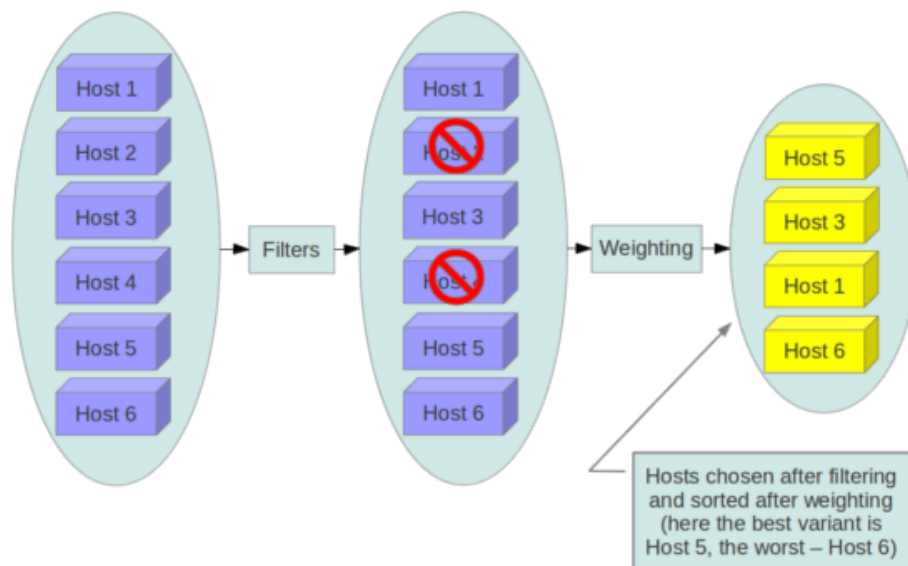 Host 1
Host 2
Host 3
Host 4
Host 5
Host 6
Filters
Host 1
Host 3
Host 5
Host 6
Weighting
Host 5
Host 3
Host 1
Host 6
Hosts chosen after filtering
and sorted after weighting
(here the best variant is
Host 5, the worst – Host 6)